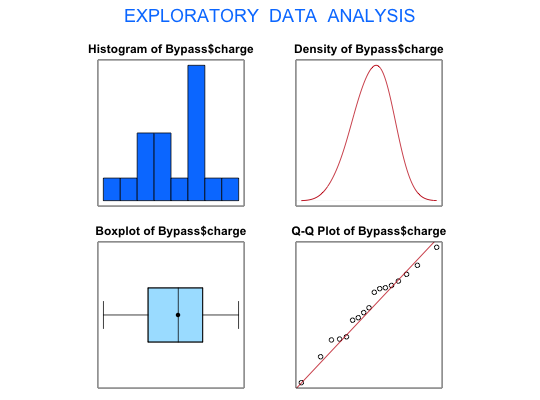 EXPLORATORY DATA ANALYSIS
Histogram of Bypass$charge
Density of Bypass$charge
Boxplot of Bypass$charge
Q-Q Plot of Bypass$charge